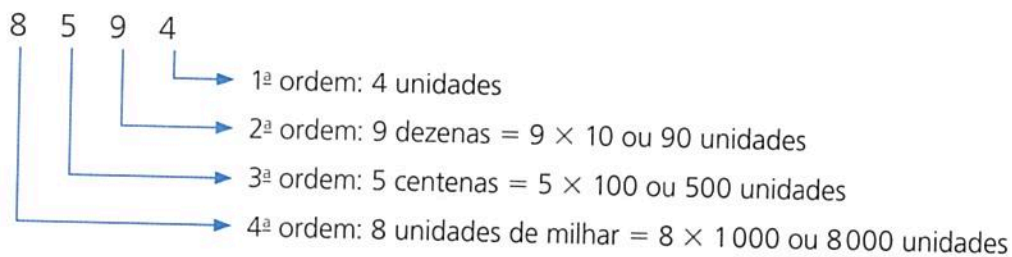 8 5 9 4
1ª ordem: 4 unidades
2ª ordem: 9 dezenas = 9 × 10 ou 90 unidades
3ª ordem: 5 centenas = 5 × 100 ou 500 unidades
4ª ordem: 8 unidades de milhar = 8 × 1 000 ou 8 000 unidades